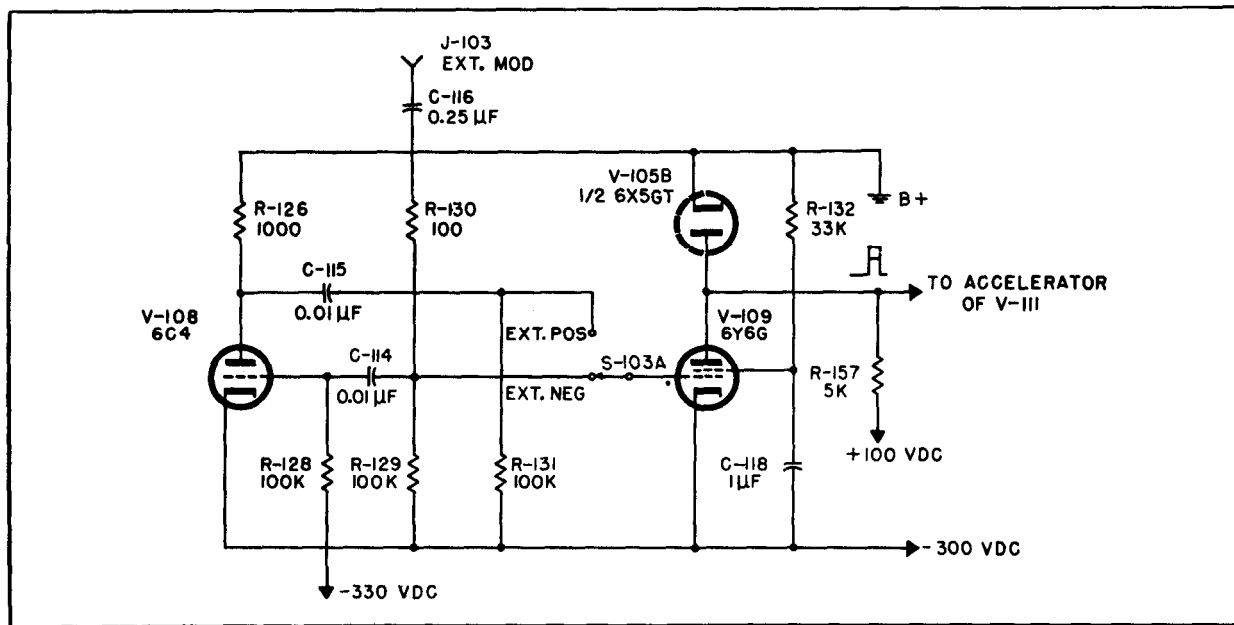 J-103
EXT. MOD
C-116
0.25 μF
V-105B
1/2 6X5GT
B+
R-126
1000
R-130
100
R-132
33K
C-115
0.01 μF
TO ACCELERATOR
OF V-111
V-108
6C4
EXT. POS
V-109
6Y6G
C-114
0.01 μF
S-103A
EXT. NEG
R-157
5K
+100 VDC
R-128
100K
R-129
100K
R-131
100K
C-118
1 μF
-300 VDC
-330 VDC